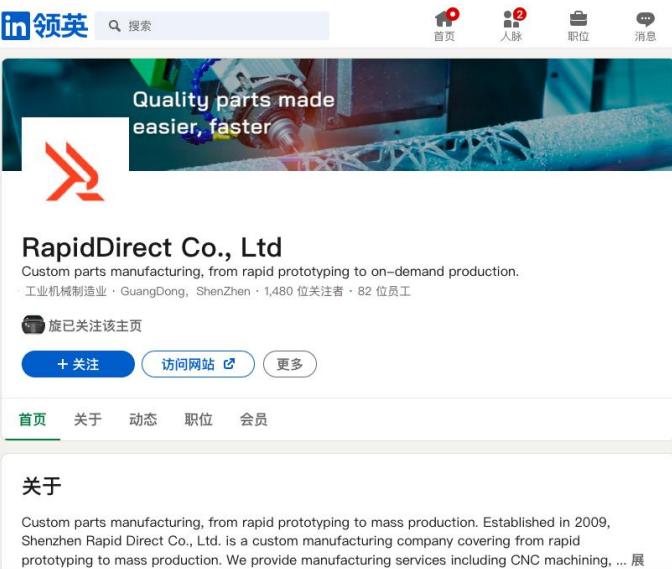 in 领英
搜索
首页
2
人脉
职位
消息
Quality parts made
easier, faster
RapidDirect Co., Ltd
Custom parts manufacturing, from rapid prototyping to on-demand production.
工业机械制造业 · GuangDong, ShenZhen · 1,480 位关注者 · 82 位员工
旋已关注该主页
+ 关注
访问网站
更多
首页 关于 动态 职位 会员
关于
Custom parts manufacturing, from rapid prototyping to mass production. Established in 2009,
Shenzhen Rapid Direct Co., Ltd. is a custom manufacturing company covering from rapid
prototyping to mass production. We provide manufacturing services including CNC machining, ... 展